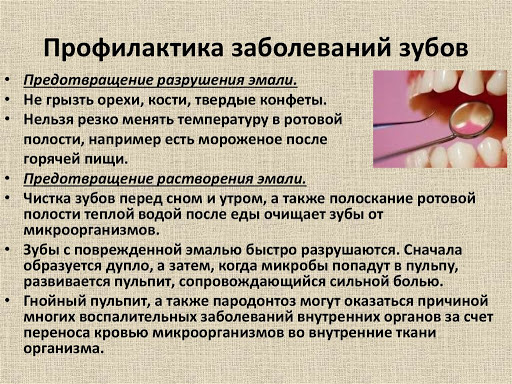 Профилактика заболеваний зубов
• Предотвращение разрушения эмали.
• Не грызть орехи, кости, твердые конфеты.
• Нельзя резко менять температуру в ротовой
полости, например есть мороженое после
горячей пищи.
• Предотвращение растворения эмали.
• Чистка зубов перед сном и утром, а также полоскание ротовой
полости теплой водой после еды очищает зубы от
микроорганизмов.
• Зубы с поврежденной эмалью быстро разрушаются. Сначала
образуется дупло, а затем, когда микробы попадут в пульпу,
развивается пульпит, сопровождающийся сильной болью.
• Гнойный пульпит, а также пародонтоз могут оказаться причиной
многих воспалительных заболеваний внутренних органов за счет
переноса кровью микроорганизмов во внутренние ткани
организма.